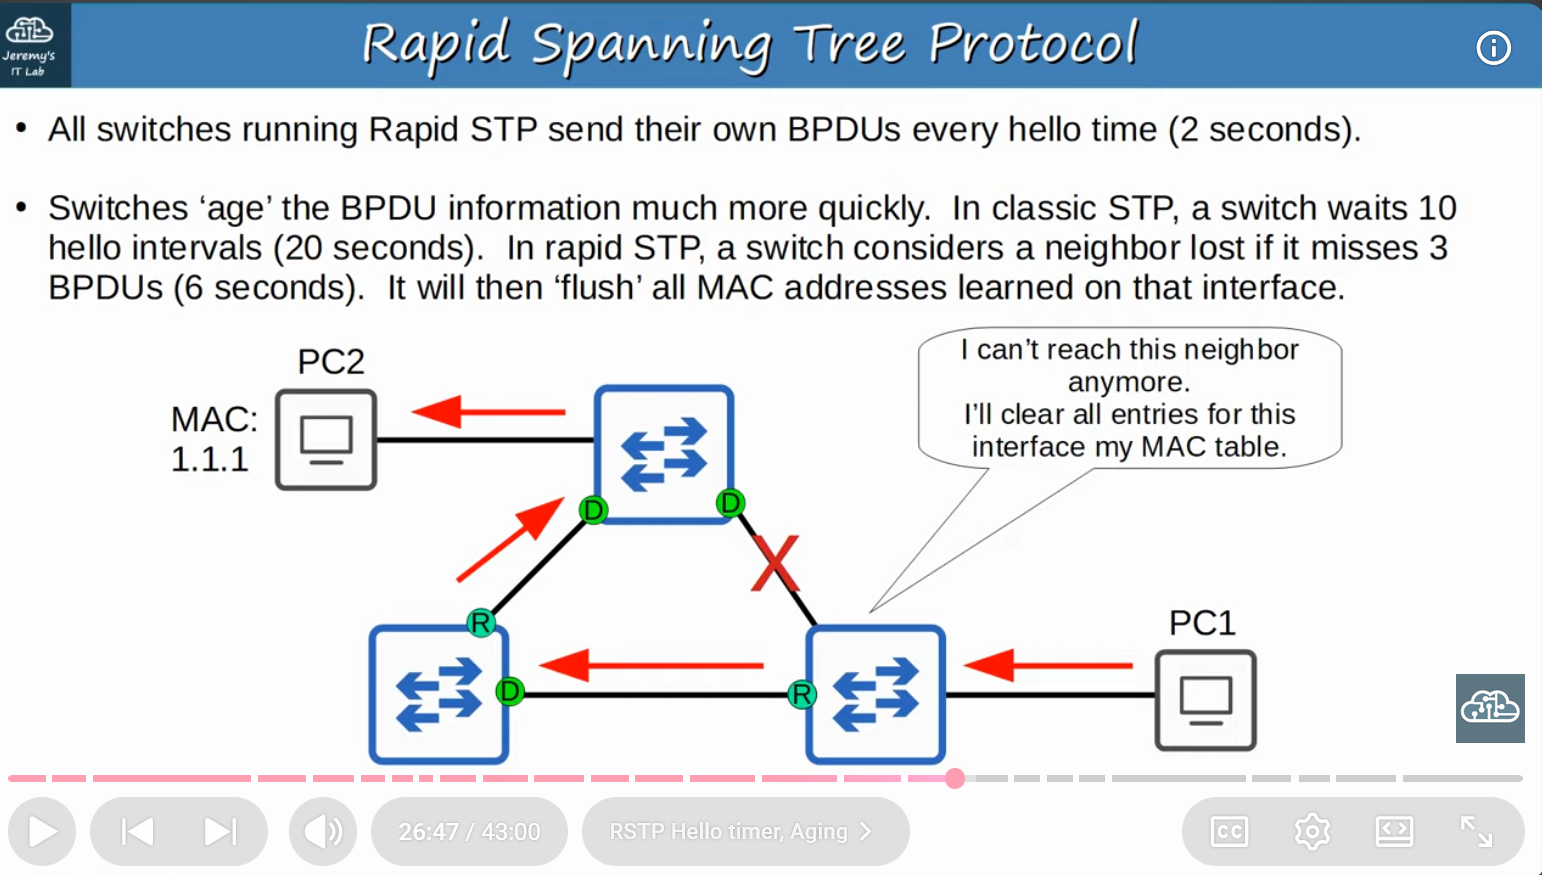 Jeremy's
IT Lab
Rapid Spanning Tree Protocol
• All switches running Rapid STP send their own BPDUs every hello time (2 seconds).
• Switches ‘age’ the BPDU information much more quickly. In classic STP, a switch waits 10
hello intervals (20 seconds). In rapid STP, a switch considers a neighbor lost if it misses 3
BPDUs (6 seconds). It will then ‘flush’ all MAC addresses learned on that interface.
I can’t reach this neighbor
anymore.
I’ll clear all entries for this
interface my MAC table.
PC2
MAC:
1.1.1
D
D
X
R
D
R
PC1
26:47 / 43:00
RSTP Hello timer, Aging
CC